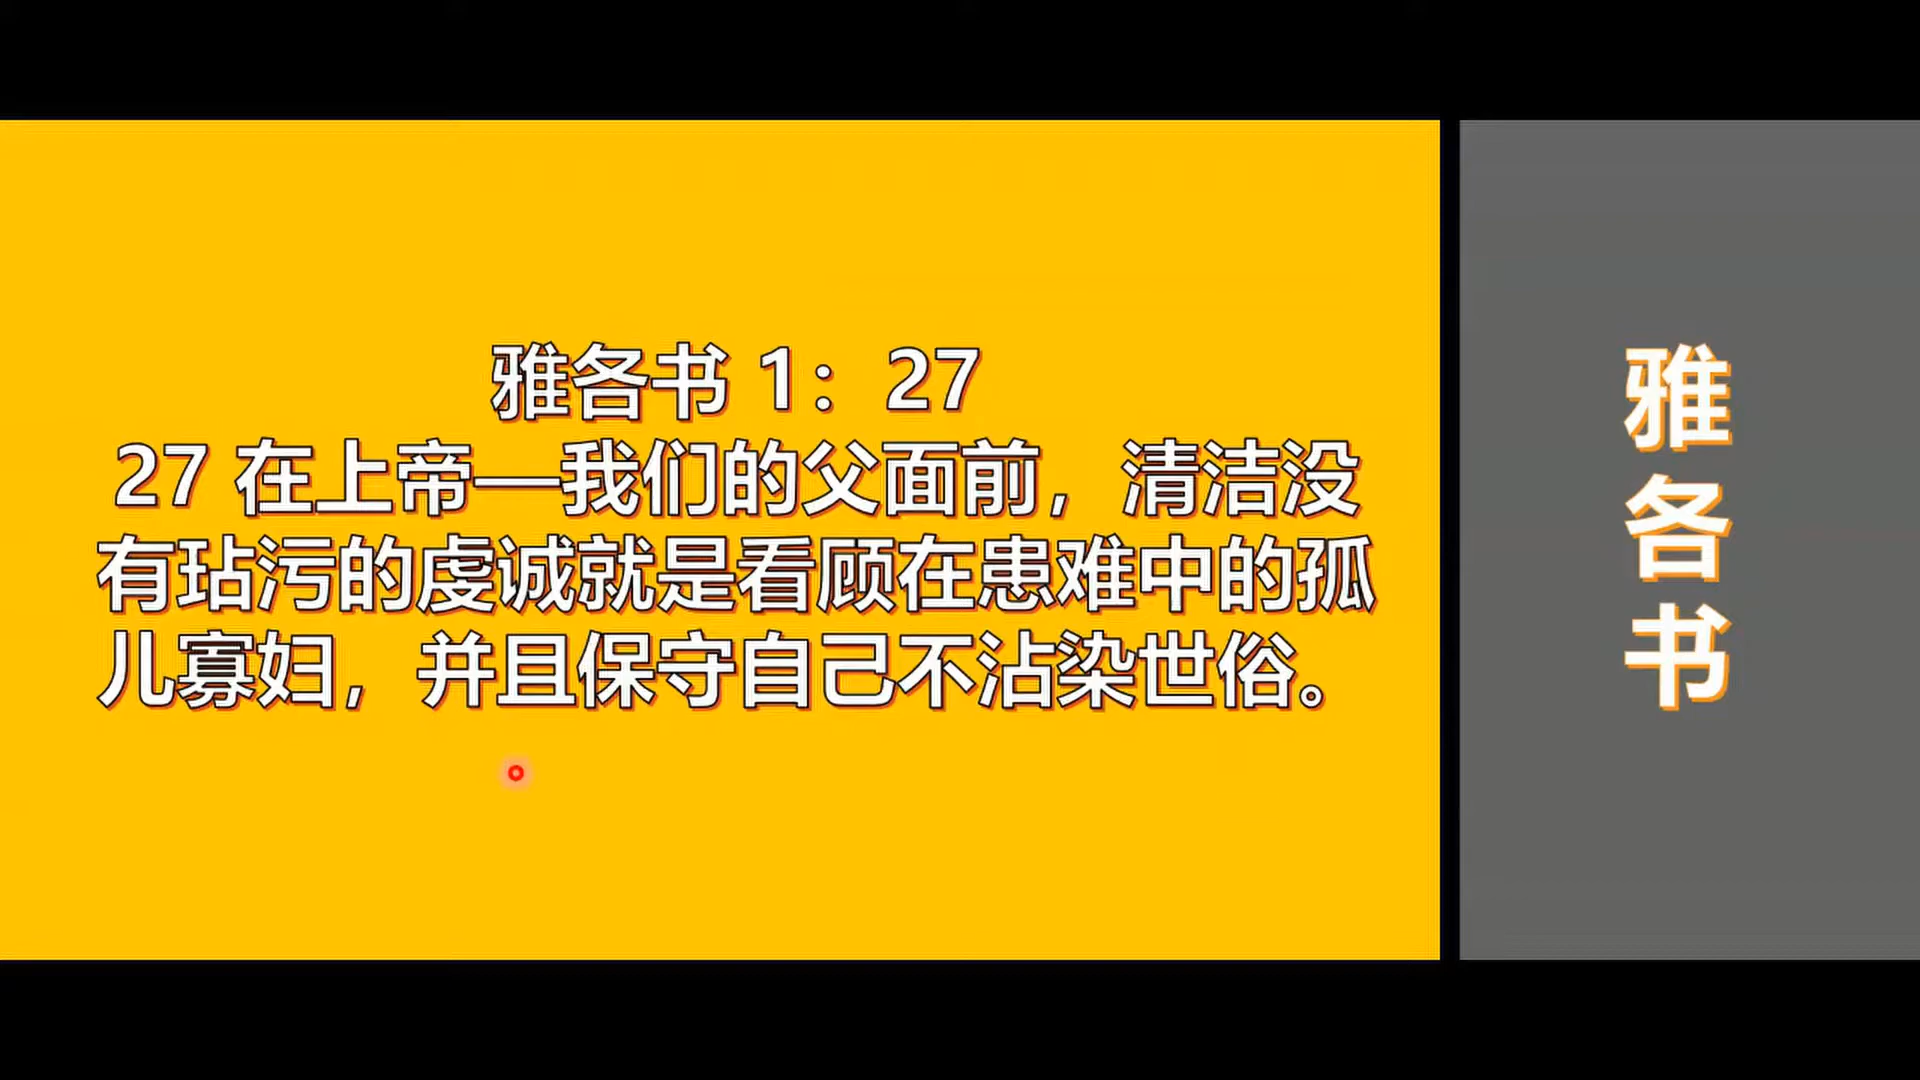 雅各书 1：27
27 在上帝—我们的父面前，清洁没
有玷污的虔诚就是看顾在患难中的孤
儿寡妇，并且保守自己不沾染世俗。
雅各书